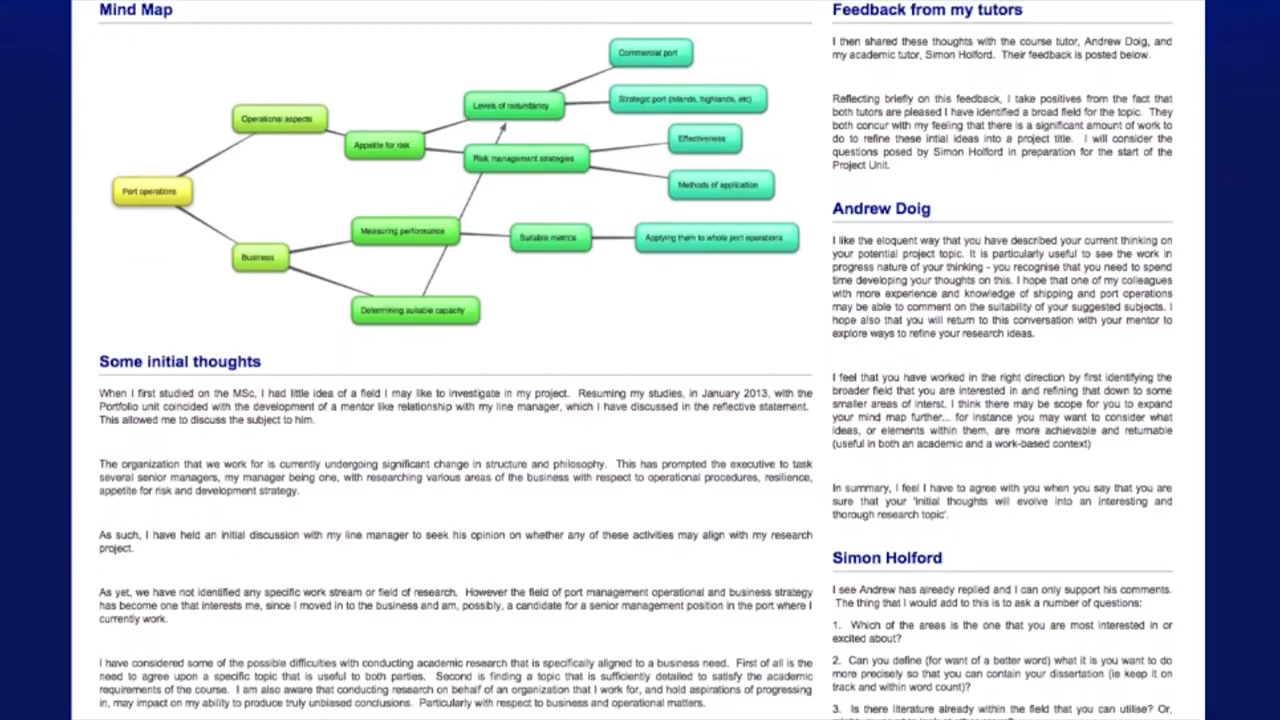 Mind Map
Commercial port
Levels of redundancy
Strategic port (islands, highlands, etc)
Operational aspects
Appetite for risk
Effectiveness
Risk management strategies
Port operations
Methods of application
Measuring performance
Suitable metrics
Applying them to whole port operations
Business
Determining suitable capacity
Some initial thoughts
When I first studied on the MSc, I had little idea of a field I may like to investigate in my project. Resuming my studies, in January 2013, with the
Portfolio unit coincided with the development of a mentor like relationship with my line manager, which I have discussed in the reflective statement.
This allowed me to discuss the subject to him.
The organization that we work for is currently undergoing significant change in structure and philosophy. This has prompted the executive to task
several senior managers, my manager being one, with researching various areas of the business with respect to operational procedures, resilience,
appetite for risk and development strategy.
As such, I have held an initial discussion with my line manager to seek his opinion on whether any of these activities may align with my research
project.
As yet, we have not identified any specific work stream or field of research. However the field of port management operational and business strategy
has become one that interests me, since I moved in to the business and am, possibly, a candidate for a senior management position in the port where I
currently work.
I have considered some of the possible difficulties with conducting academic research that is specifically aligned to a business need. First of all is the
need to agree upon a specific topic that is useful to both parties. Second is finding a topic that is sufficiently detailed to satisfy the academic
requirements of the course. I am also aware that conducting research on behalf of an organization that I work for, and hold aspirations of progressing
in, may impact on my ability to produce truly unbiased conclusions. Particularly with respect to business and operational matters.
Feedback from my tutors
I then shared these thoughts with the course tutor, Andrew Doig, and
my academic tutor, Simon Holford. Their feedback is posted below.
Reflecting briefly on this feedback, I take positives from the fact that
both tutors are pleased I have identified a broad field for the topic. They
both concur with my feeling that there is a significant amount of work to
do to refine these intial ideas into a project title. I will consider the
questions posed by Simon Holford in preparation for the start of the
Project Unit.
Andrew Doig
I like the eloquent way that you have described your current thinking on
your potential project topic. It is particularly useful to see the work in
progress nature of your thinking - you recognise that you need to spend
time developing your thoughts on this. I hope that one of my colleagues
with more experience and knowledge of shipping and port operations
may be able to comment on the suitability of your suggested subjects. I
hope also that you will return to this conversation with your mentor to
explore ways to refine your research ideas.
I feel that you have worked in the right direction by first identifying the
broader field that you are interested in and refining that down to some
smaller areas of interst. I think there may be scope for you to expand
your mind map further... for instance you may want to consider what
ideas, or elements within them, are more achievable and returnable
(useful in both an academic and a work-based context)
In summary, I feel I have to agree with you when you say that you are
sure that your 'initial thoughts will evolve into an interesting and
thorough research topic'.
Simon Holford
I see Andrew has already replied and I can only support his comments.
The thing that I would add to this is to ask a number of questions:
1. Which of the areas is the one that you are most interested in or
excited about?
2. Can you define (for want of a better word) what it is you want to do
more precisely so that you can contain your dissertation (ie keep it on
track and within word count)?
3. Is there literature already within the field that you can utilise? Or,